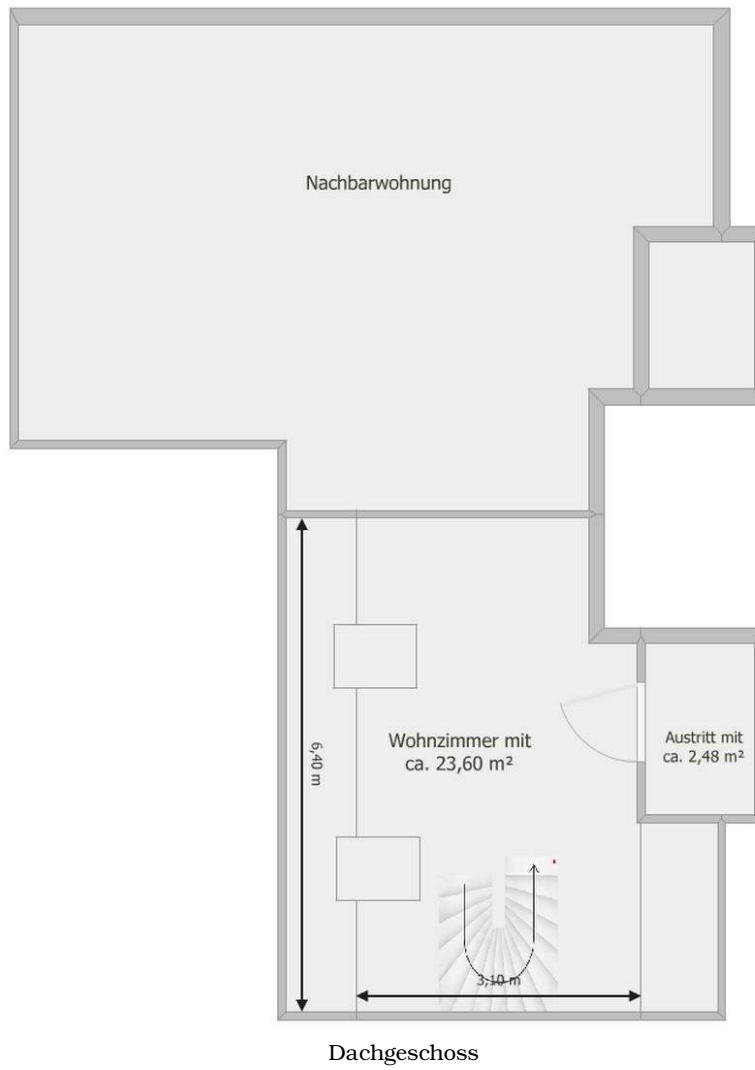 Nachbarwohnung
6,40 m
Wohnzimmer mit
ca. 23,60 m²
Austritt mit
ca. 2,48 m²
3,10 m
Dachgeschoss